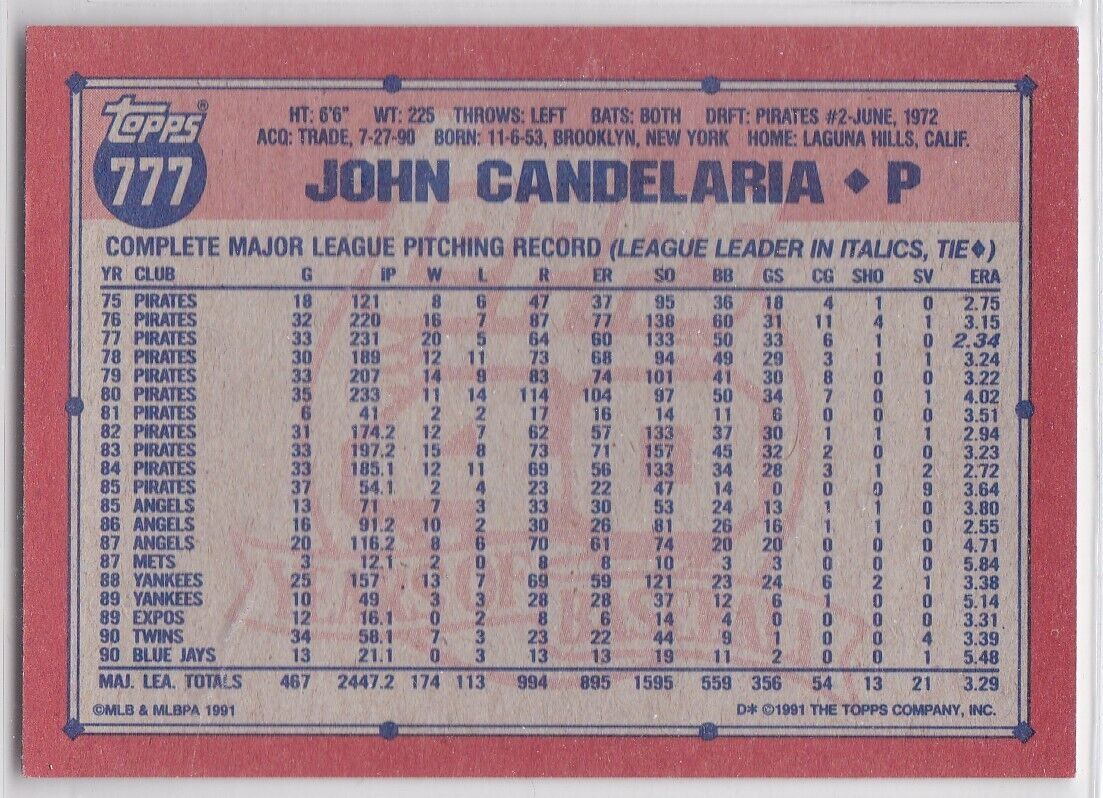 Topps®
777
HT: 6'6" WT: 225 THROWS: LEFT BATS: BOTH DRFT: PIRATES #2-JUNE, 1972
ACQ: TRADE, 7-27-90 BORN: 11-6-53, BROOKLYN, NEW YORK HOME: LAGUNA HILLS, CALIF.
JOHN CANDELARIA ◆ P
COMPLETE MAJOR LEAGUE PITCHING RECORD (LEAGUE LEADER IN ITALICS, TIE◆)
YR CLUB G IP W L R ER SO BB GS CG SHO SV ERA
75 PIRATES 18 121 8 6 47 37 95 36 18 4 1 0 2.75
76 PIRATES 32 220 16 7 87 77 138 60 31 11 4 1 3.15
77 PIRATES 33 231 20 5 64 60 133 50 33 6 1 0 2.34
78 PIRATES 30 189 12 11 73 68 94 49 29 3 1 1 3.24
79 PIRATES 33 207 14 9 83 74 101 41 30 8 0 0 3.22
80 PIRATES 35 233 11 14 114 104 97 50 34 7 0 1 4.02
81 PIRATES 6 41 2 2 17 16 14 11 6 0 0 0 3.51
82 PIRATES 31 174.2 12 7 62 57 133 37 30 1 1 1 2.94
83 PIRATES 33 197.2 15 8 73 71 157 45 32 2 0 0 3.23
84 PIRATES 33 185.1 12 11 69 56 133 34 28 3 1 2 2.72
85 PIRATES 37 54.1 2 4 23 22 47 14 0 0 0 9 3.64
85 ANGELS 13 71 7 3 33 30 53 24 13 1 1 0 3.80
86 ANGELS 16 91.2 10 2 30 26 81 26 16 1 1 0 2.55
87 ANGELS 20 116.2 8 6 70 61 74 20 20 0 0 0 4.71
87 METS 3 12.1 2 0 8 8 10 3 3 0 0 0 5.84
88 YANKEES 25 157 13 7 69 59 121 23 24 6 2 1 3.38
89 YANKEES 10 49 3 3 28 28 37 12 6 1 0 0 5.14
89 EXPOS 12 16.1 0 2 8 6 14 4 0 0 0 0 3.31
90 TWINS 34 58.1 7 3 23 22 44 9 1 0 0 4 3.39
90 BLUE JAYS 13 21.1 0 3 13 13 19 11 2 0 0 1 5.48
MAJ. LEA. TOTALS 467 2447.2 174 113 994 895 1595 559 356 54 13 21 3.29
©MLB & MLBPA 1991 D* ©1991 THE TOPPS COMPANY, INC.